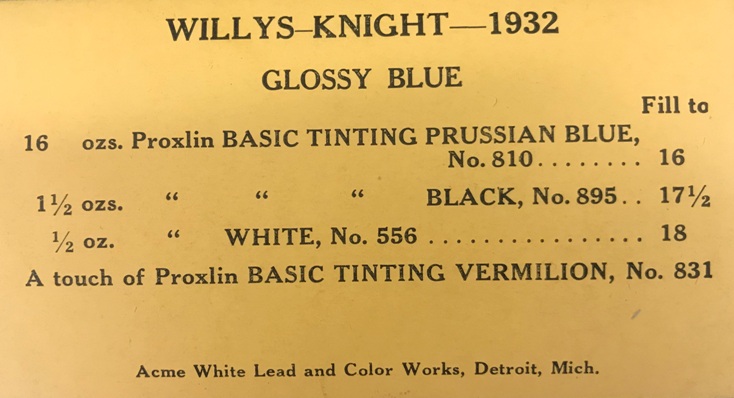 WILLYS–KNIGHT—1932
GLOSSY BLUE
Fill to
16 ozs. Proxlin BASIC TINTING PRUSSIAN BLUE,
No. 810........ 16
1½ ozs. “ “ “ BLACK, No. 895.. 17½
½ oz. “ WHITE, No. 556 ................ 18
A touch of Proxlin BASIC TINTING VERMILION, No. 831
Acme White Lead and Color Works, Detroit, Mich.